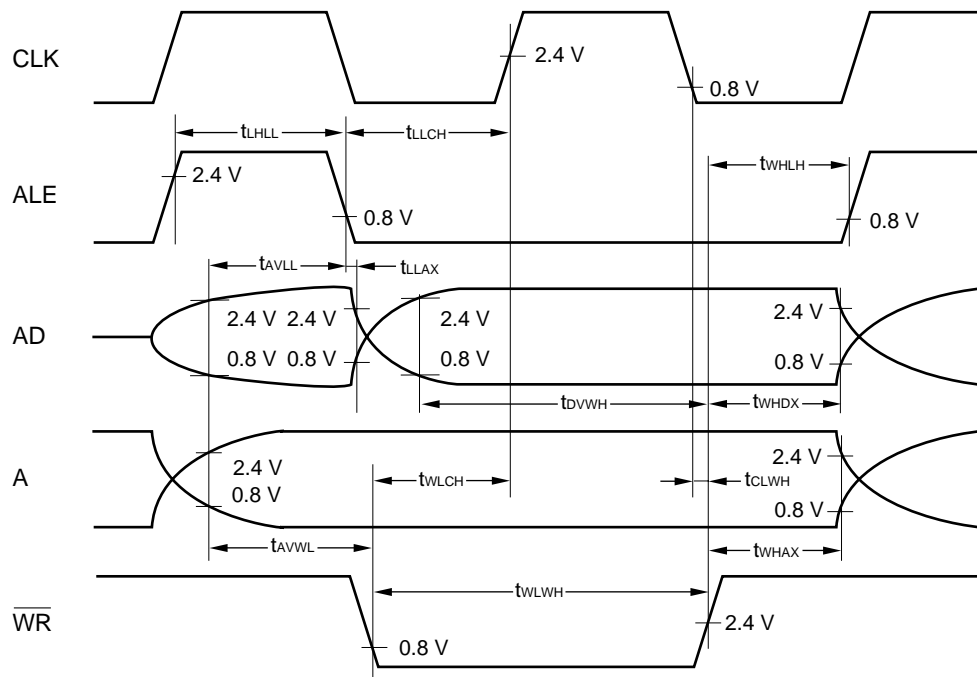 CLK
2.4 V
0.8 V
tLHLL
tLLCH
tWHLH
ALE
2.4 V
0.8 V
0.8 V
tAVLL
tLLAX
AD
2.4 V 2.4 V
2.4 V
2.4 V
0.8 V 0.8 V
0.8 V
0.8 V
tDVWH
tWHDX
A
2.4 V
0.8 V
tWLCH
2.4 V
tCLWH
0.8 V
tAVWL
tWHAX
tWLWH
WR
0.8 V
2.4 V